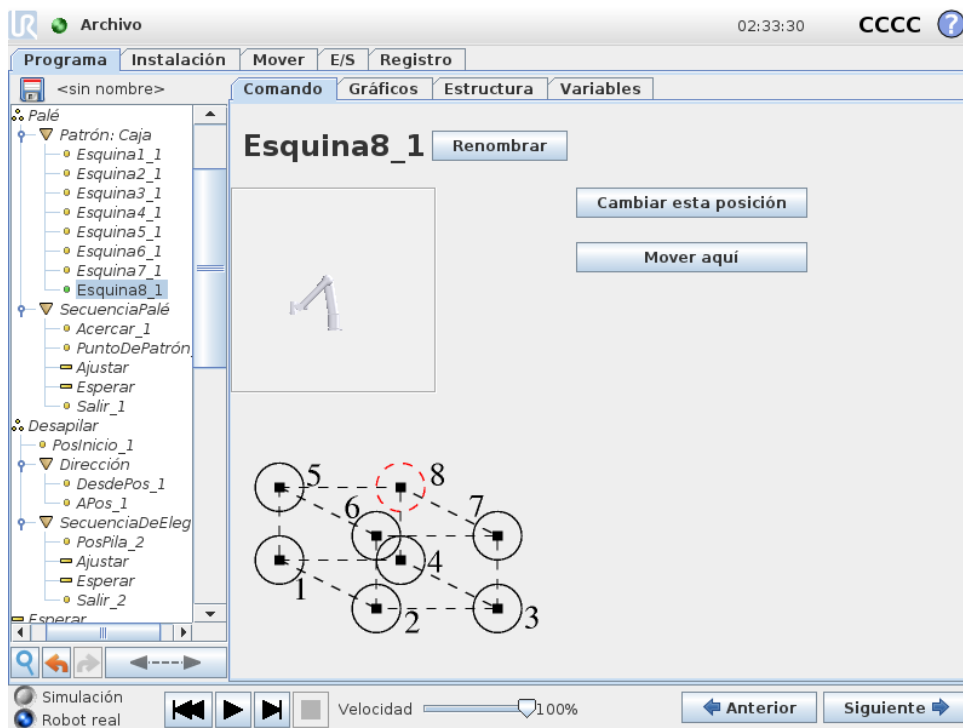 UR Archivo 02:33:30 CCCC ?
Programa Instalación Mover E/S Registro
<sin nombre> Comando Gráficos Estructura Variables
Palé
Patrón: Caja
Esquina1_1
Esquina2_1
Esquina3_1
Esquina4_1
Esquina5_1
Esquina6_1
Esquina7_1
Esquina8_1
SecuenciaPalé
Acercar_1
PuntoDePatrón_
Ajustar
Esperar
Salir_1
Desapilar
PosInicio_1
Dirección
DesdePos_1
APos_1
SecuenciaDeEleg
PosPila_2
Ajustar
Esperar
Salir_2
Esperar
Esquina8_1 Renombrar
Cambiar esta posición
Mover aquí
5 8
6 7
1 4
2 3
Simulación
Robot real
Velocidad 100%
Anterior Siguiente